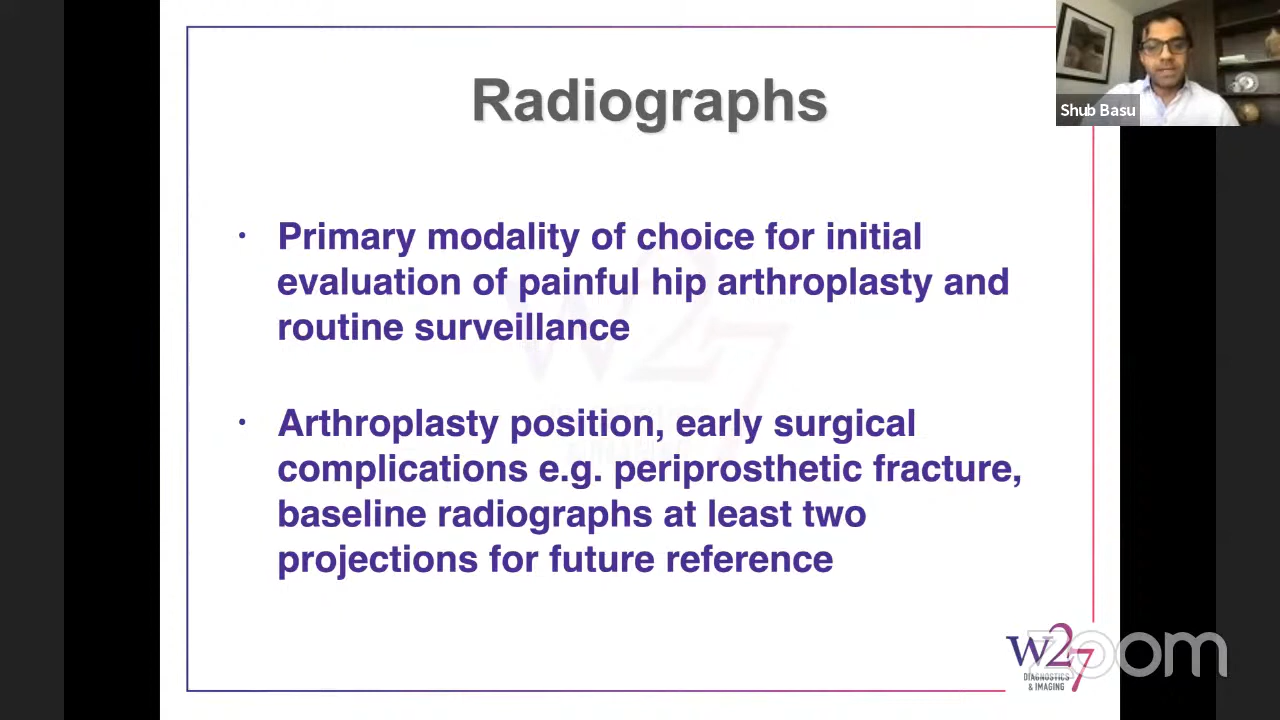 Radiographs
Shub Basu
• Primary modality of choice for initial
evaluation of painful hip arthroplasty and
routine surveillance
• Arthroplasty position, early surgical
complications e.g. periprosthetic fracture,
baseline radiographs at least two
projections for future reference
W27
DIAGNOSTICS
& IMAGING
zoom